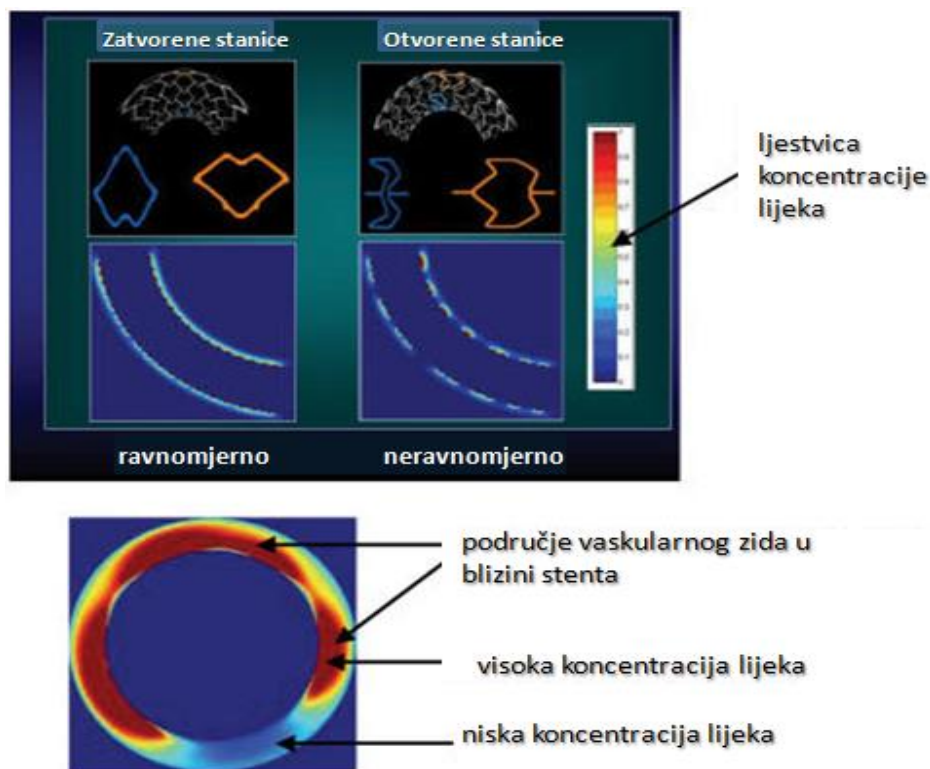 Zatvorene stanice
Otvorene stanice
ljestvica
koncentracije
lijeka
ravnomjerno
neravnomjerno
područje vaskularnog zida u
blizini stenta
visoka koncentracija lijeka
niska koncentracija lijeka